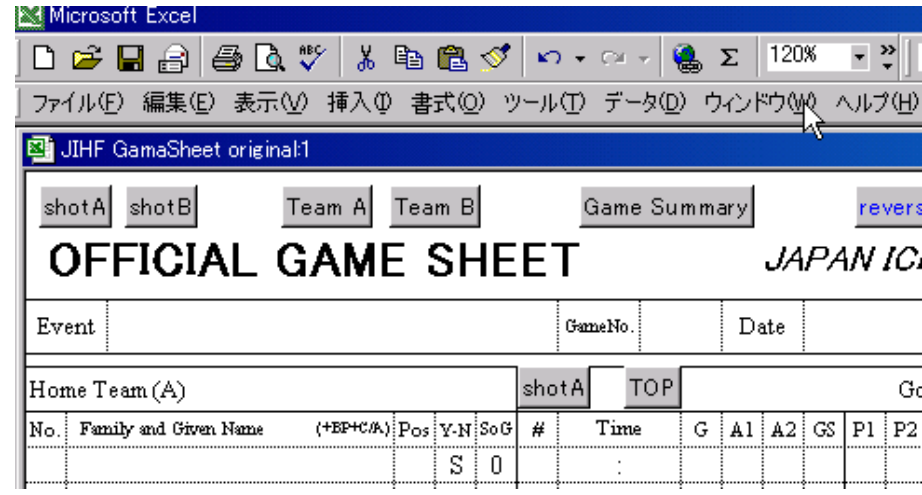 Microsoft Excel
ABC Σ 120%
ファイル(F) 編集(E) 表示(V) 挿入(I) 書式(O) ツール(T) データ(D) ウィンドウ(W) ヘルプ(H)
JIHF GamaSheet original:1
shotA shotB Team A Team B Game Summary revers
OFFICIAL GAME SHEET JAPAN IC
Event GameNo. Date
Home Team (A) shotA TOP Go
No. Family and Given Name (+BP+C/A) Pos Y-N SoG # Time G A1 A2 GS P1 P2
S 0 :